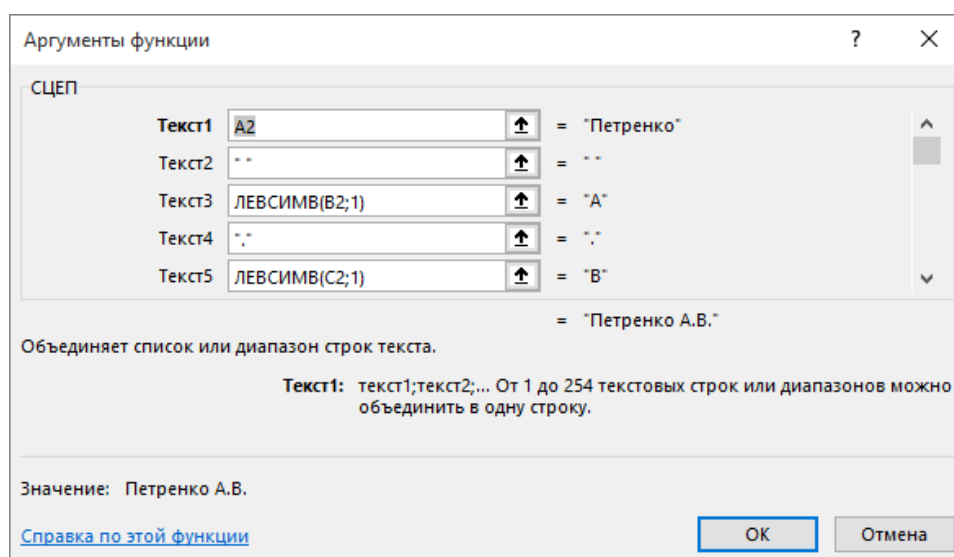 Аргументы функции ? ×
СЦЕП
Текст1 A2 = "Петренко"
Текст2 " " = " "
Текст3 ЛЕВСИМВ(B2;1) = "А"
Текст4 "." = "."
Текст5 ЛЕВСИМВ(C2;1) = "В"
= "Петренко А.В."
Объединяет список или диапазон строк текста.
Текст1: текст1;текст2;... От 1 до 254 текстовых строк или диапазонов можно
объединить в одну строку.
Значение: Петренко А.В.
Справка по этой функции ОК Отмена